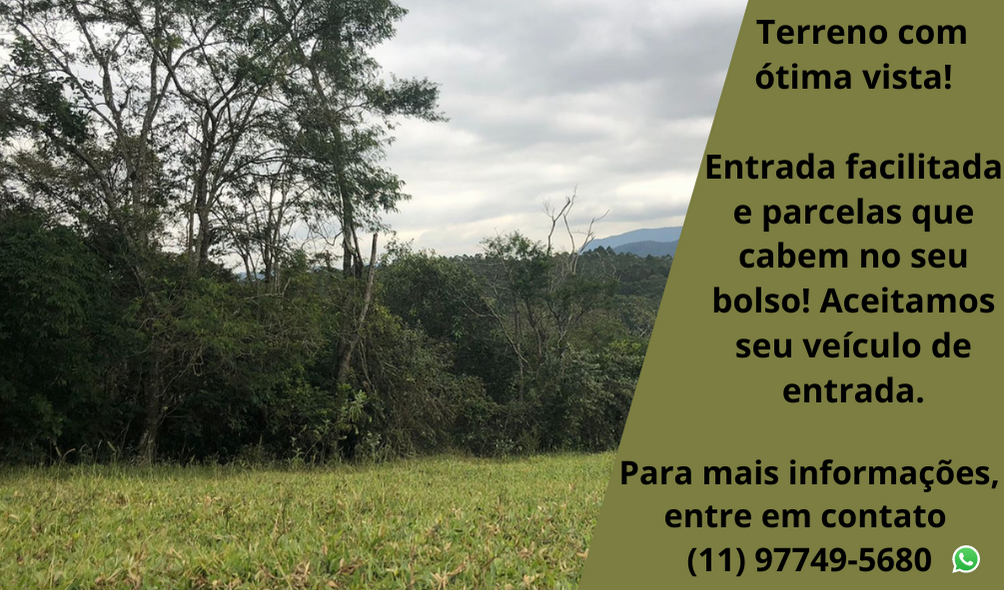 Terreno com
ótima vista!
Entrada facilitada
e parcelas que
cabem no seu
bolso! Aceitamos
seu veículo de
entrada.
Para mais informações,
entre em contato
(11) 97749-5680